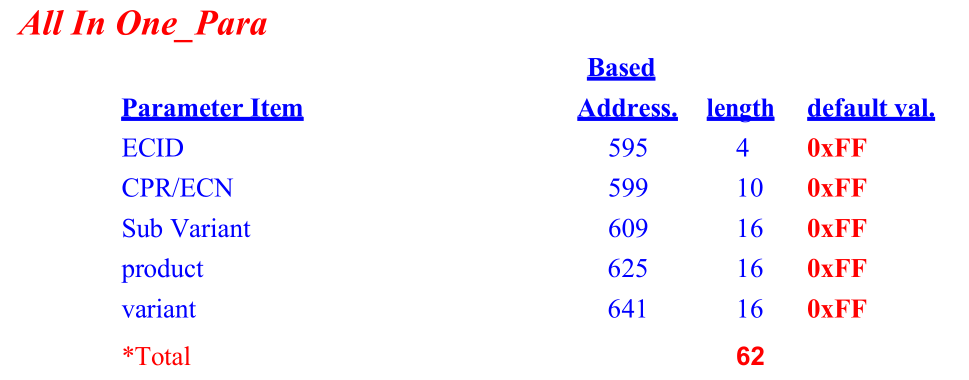 All In One_Para
Based
Parameter Item Address. length default val.
ECID 595 4 0xFF
CPR/ECN 599 10 0xFF
Sub Variant 609 16 0xFF
product 625 16 0xFF
variant 641 16 0xFF
*Total 62